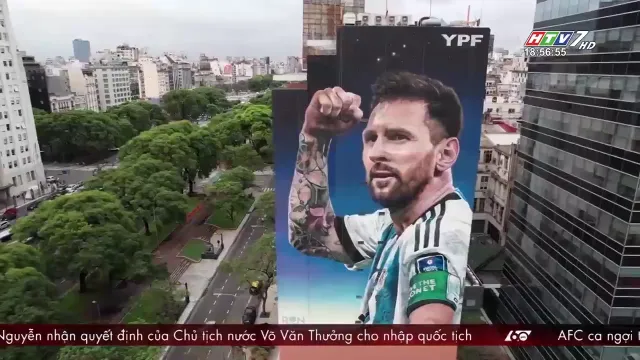 YPF
HTV7 HD
18:56:55
Nguyễn nhận quyết định của Chủ tịch nước Võ Văn Thưởng cho nhập quốc tịch 60 AFC ca ngợi